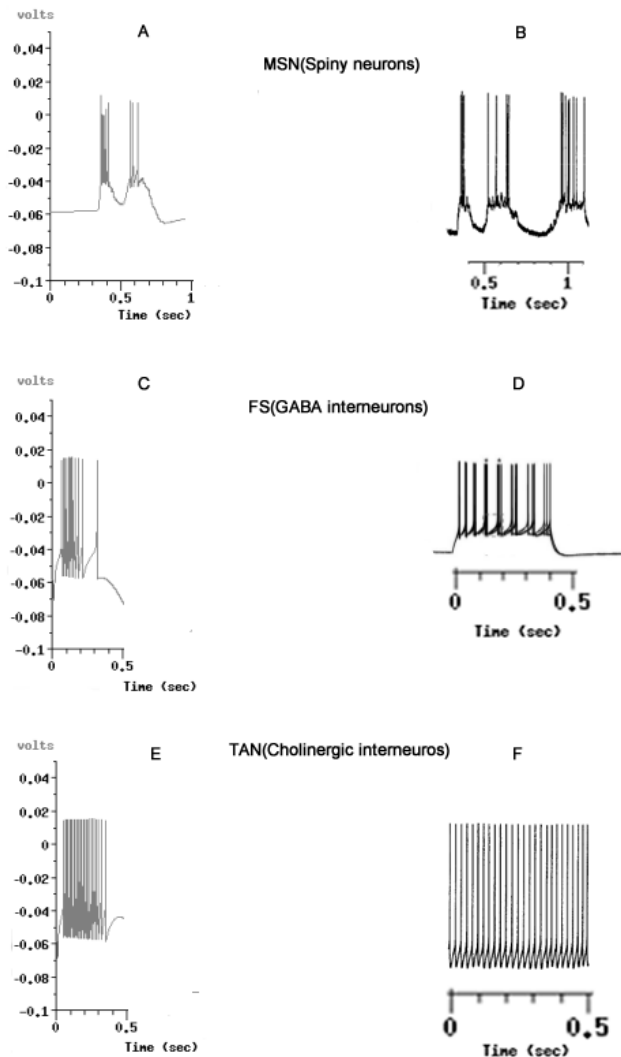 volts
A
B
MSN(Spiny neurons)
0.04
0.02
0
-0.02
-0.04
-0.06
-0.08
-0.1
0
0.5
1
Time (sec)
0.5
1
Time (sec)
volts
C
D
FS(GABA interneurons)
0.04
0.02
0
-0.02
-0.04
-0.06
-0.08
-0.1
0
0.5
Time (sec)
0
0.5
Time (sec)
volts
E
TAN(Cholinergic interneuros)
F
0.04
0.02
0
-0.02
-0.04
-0.06
-0.08
-0.1
0
0.5
Time (sec)
0
0.5
Time (sec)